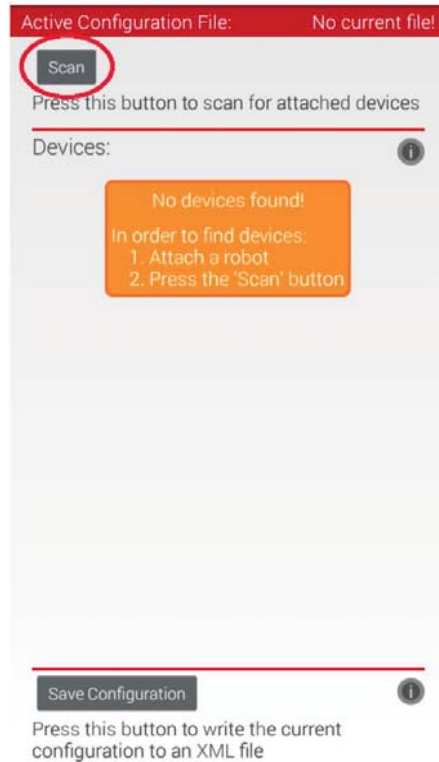 Active Configuration File: No current file!
Scan
Press this button to scan for attached devices
Devices:
i
No devices found!
In order to find devices:
1. Attach a robot
2. Press the 'Scan' button
Save Configuration
i
Press this button to write the current
configuration to an XML file